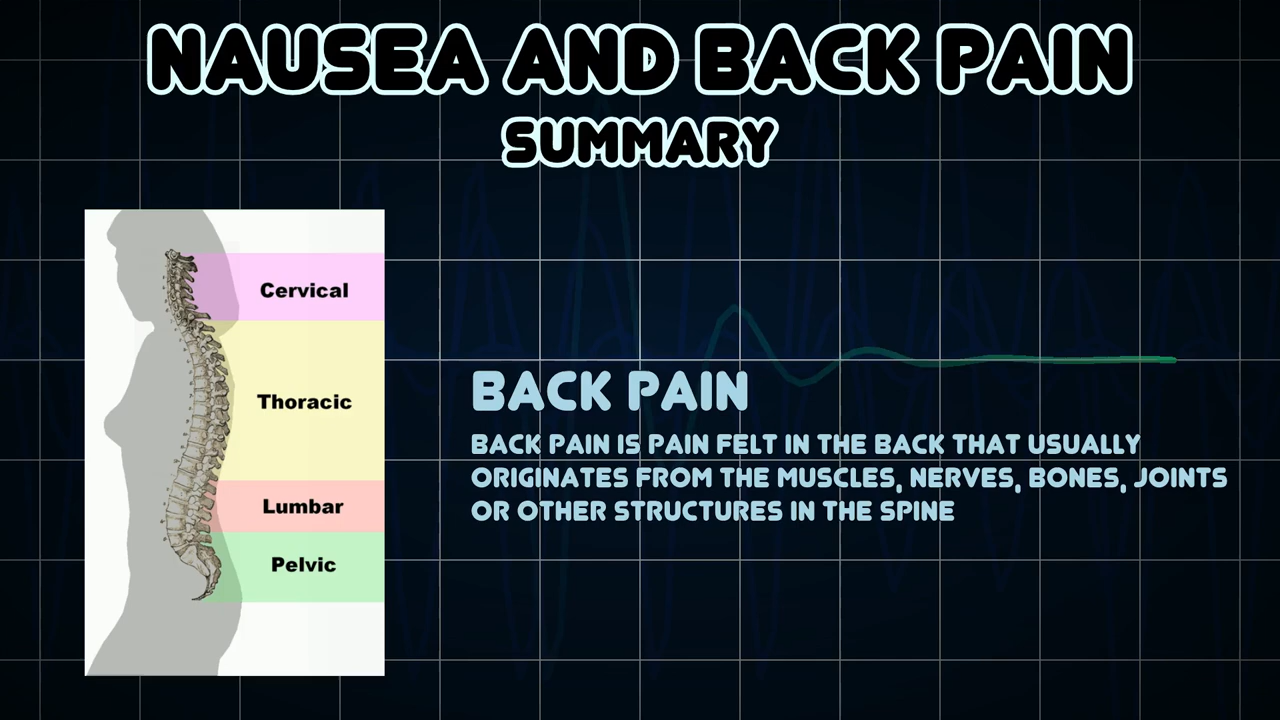 NAUSEA AND BACK PAIN
SUMMARY
Cervical
Thoracic
Lumbar
Pelvic
BACK PAIN
BACK PAIN IS PAIN FELT IN THE BACK THAT USUALLY
ORIGINATES FROM THE MUSCLES, NERVES, BONES, JOINTS
OR OTHER STRUCTURES IN THE SPINE